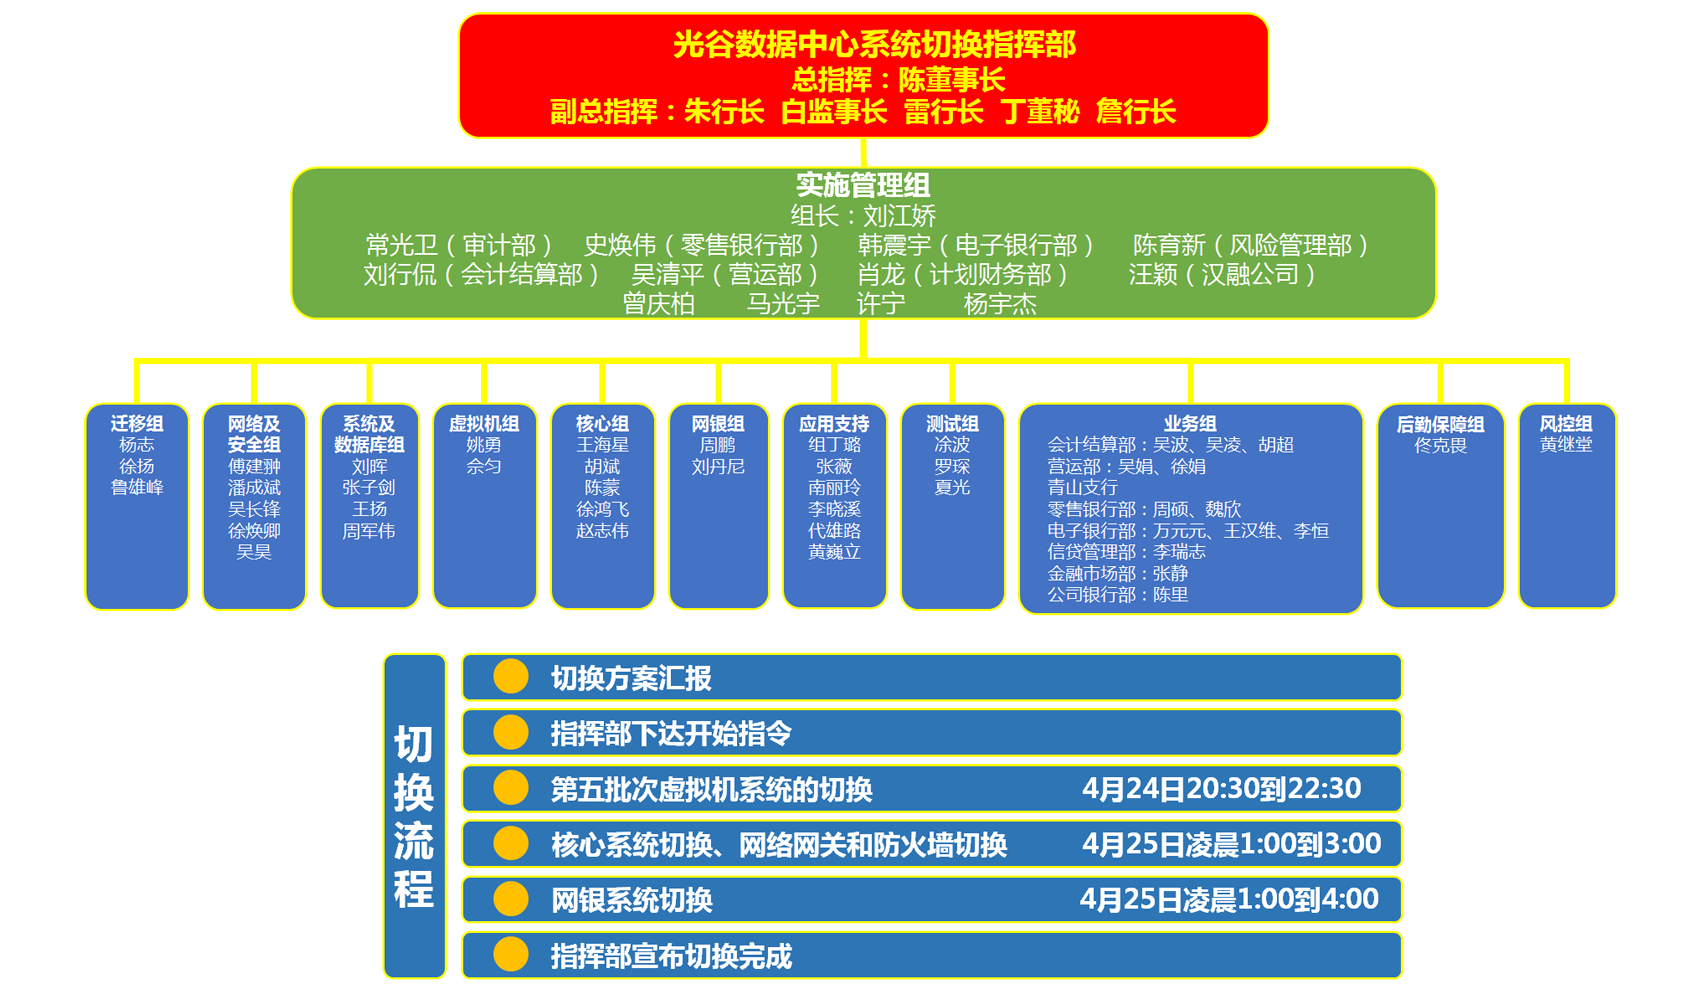 光谷数据中心系统切换指挥部
总指挥：陈董事长
副总指挥：朱行长 白监事长 雷行长 丁董秘 詹行长
实施管理组
组长：刘江娇
常光卫（审计部） 史焕伟（零售银行部） 韩震宇（电子银行部） 陈育新（风险管理部）
刘行侃（会计结算部） 吴清平（营运部） 肖龙（计划财务部） 汪颖（汉融公司）
曾庆柏 马光宇 许宁 杨宇杰
迁移组
杨志
徐扬
鲁雄峰
网络及
安全组
傅建翀
潘成斌
吴长锋
徐焕卿
吴昊
系统及
数据库组
刘晖
张子剑
王扬
周军伟
虚拟机组
姚勇
佘匀
核心组
王海星
胡斌
陈蒙
徐鸿飞
赵志伟
网银组
周鹏
刘丹尼
应用支持
组丁璐
张薇
南丽玲
李晓溪
代雄路
黄巍立
测试组
凃波
罗琛
夏光
业务组
会计结算部：吴波、吴凌、胡超
营运部：吴娟、徐娟
青山支行
零售银行部：周硕、魏欣
电子银行部：万元元、王汉维、李恒
信贷管理部：李瑞志
金融市场部：张静
公司银行部：陈里
后勤保障组
佟克畏
风控组
黄继堂
切换流程
切换方案汇报
指挥部下达开始指令
第五批次虚拟机系统的切换 4月24日20:30到22:30
核心系统切换、网络网关和防火墙切换 4月25日凌晨1:00到3:00
网银系统切换 4月25日凌晨1:00到4:00
指挥部宣布切换完成